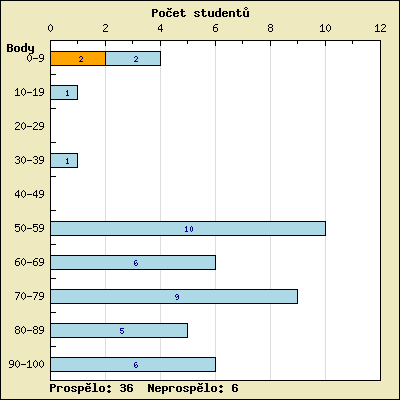 Počet studentů
0 2 4 6 8 10 12
Body
0-9 2 2
10-19 1
20-29
30-39 1
40-49
50-59 10
60-69 6
70-79 9
80-89 5
90-100 6
Prospělo: 36 Neprospělo: 6